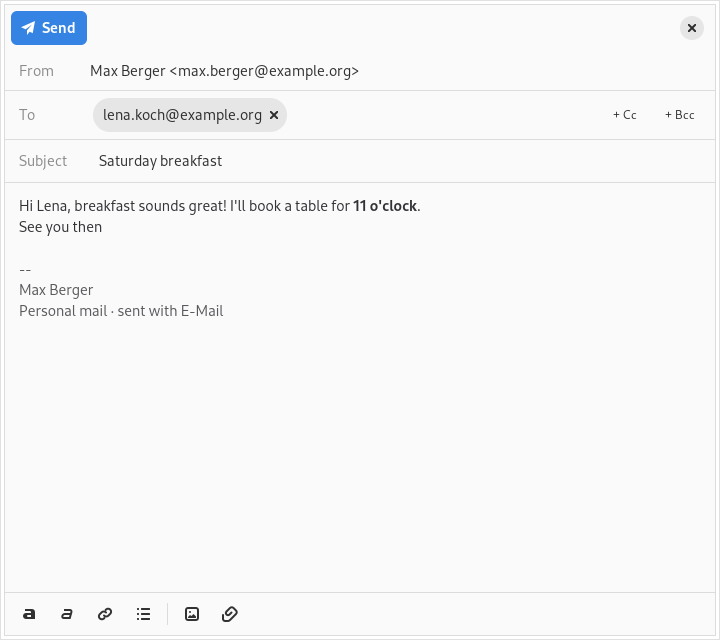 Send
From Max Berger <max.berger@example.org>
To lena.koch@example.org + Cc + Bcc
Subject Saturday breakfast
Hi Lena, breakfast sounds great! I'll book a table for 11 o'clock.
See you then
--
Max Berger
Personal mail · sent with E-Mail
a a